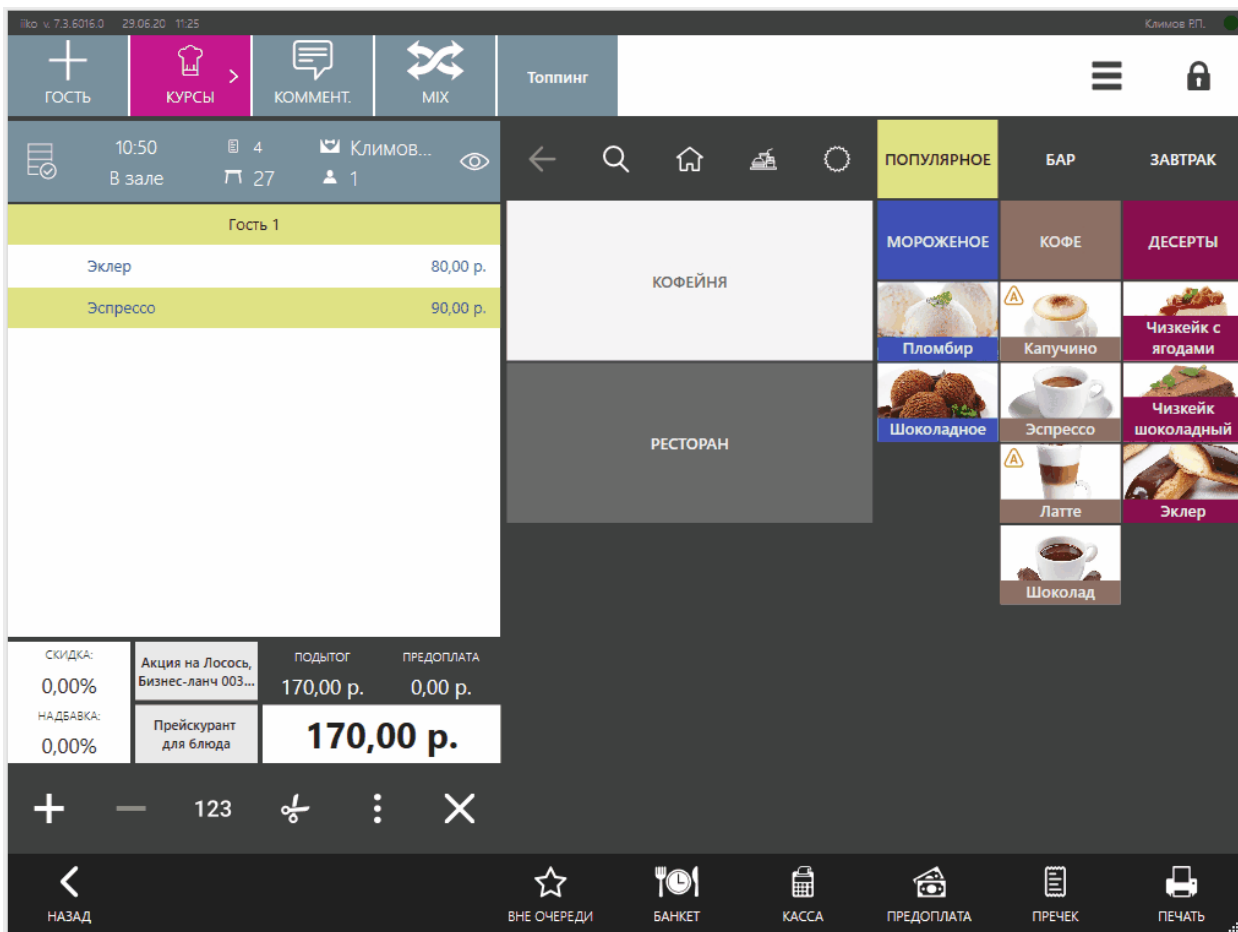 iiko v. 7.3.6016.0 29.06.20 11:25 Климов Р.П.
ГОСТЬ
КУРСЫ
КОММЕНТ.
MIX
Топпинг
10:50 4 Климов...
В зале 27 1
Гость 1
Эклер 80,00 р.
Эспрессо 90,00 р.
СКИДКА:
0,00%
НАДБАВКА:
0,00%
Акция на Лосось,
Бизнес-ланч 003...
Прейскурант
для блюда
ПОДЫТОГ
170,00 р.
ПРЕДОПЛАТА
0,00 р.
170,00 р.
123
КОФЕЙНЯ
РЕСТОРАН
ПОПУЛЯРНОЕ
БАР
ЗАВТРАК
МОРОЖЕНОЕ
КОФЕ
ДЕСЕРТЫ
Пломбир
A
Капучино
Чизкейк с
ягодами
Шоколадное
Эспрессо
Чизкейк
шоколадный
A
Латте
Эклер
Шоколад
НАЗАД
ВНЕ ОЧЕРЕДИ
БАНКЕТ
КАССА
ПРЕДОПЛАТА
ПРЕЧЕК
ПЕЧАТЬ